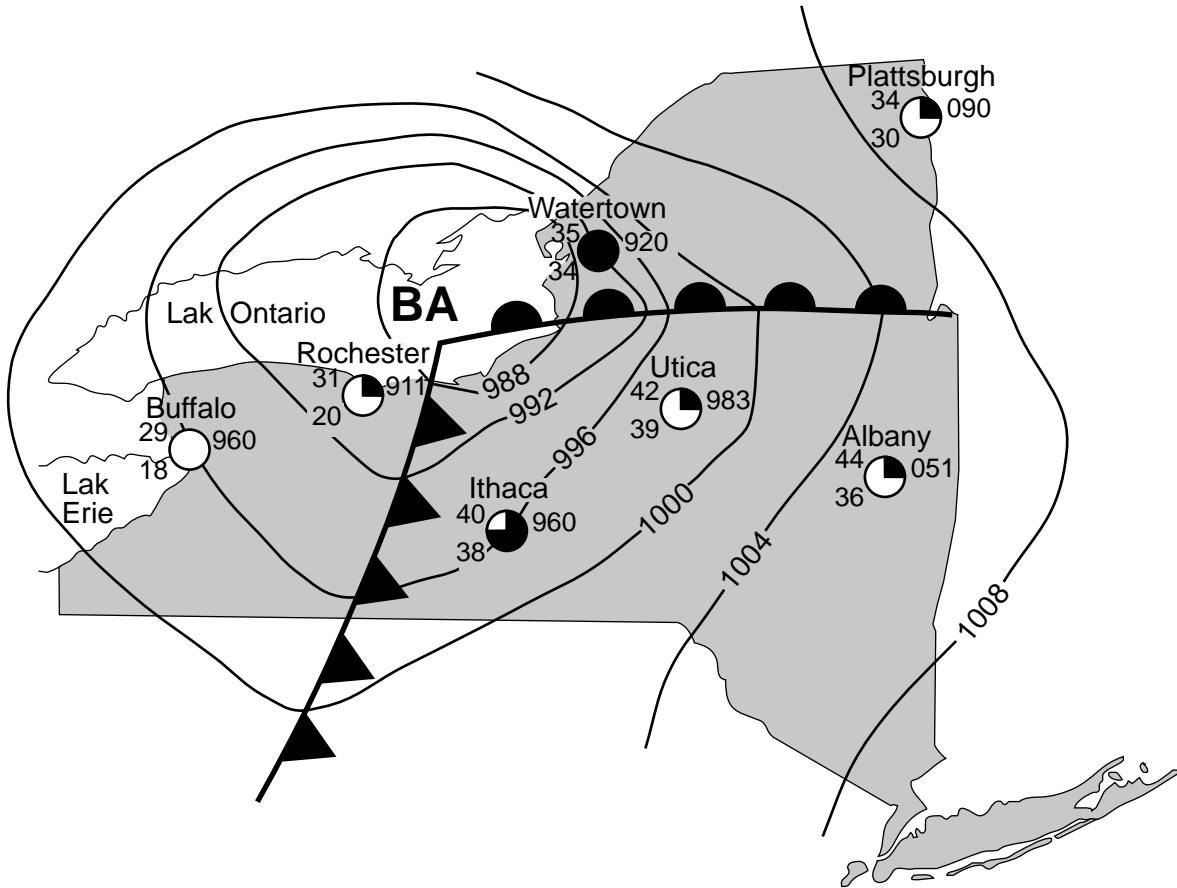 Plattsburgh
34
090
30
Watertown
35
920
34
BA
Lak Ontario
Rochester
31
911
20
988
992
Utica
42
983
39
Buffalo
29
960
18
Albany
44
051
36
996
Lak
Erie
Ithaca
40
960
38
1000
1004
1008